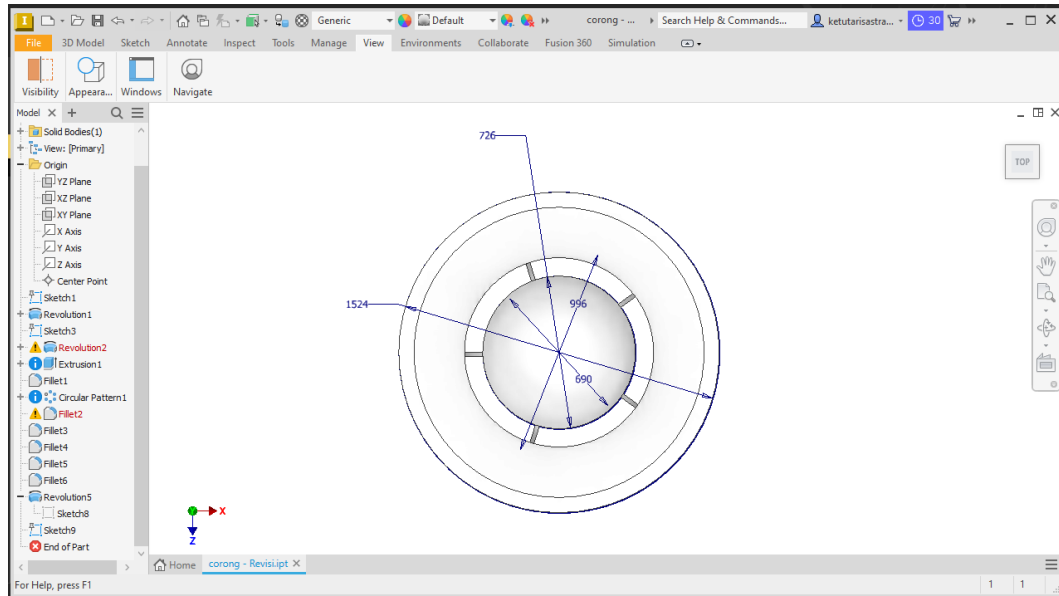 I Generic Default corong - ... Search Help & Commands... ketutarisastra... 30
File 3D Model Sketch Annotate Inspect Tools Manage View Environments Collaborate Fusion 360 Simulation
Visibility Appeara... Windows Navigate
Model
Solid Bodies(1)
View: [Primary]
Origin
YZ Plane
XZ Plane
XY Plane
X Axis
Y Axis
Z Axis
Center Point
Sketch1
Revolution1
Sketch3
Revolution2
Extrusion1
Fillet1
Circular Pattern1
Fillet2
Fillet3
Fillet4
Fillet5
Fillet6
Revolution5
Sketch8
Sketch9
End of Part
726
TOP
1524
996
690
X
Z
Home corong - Revisi.ipt
For Help, press F1 1 1